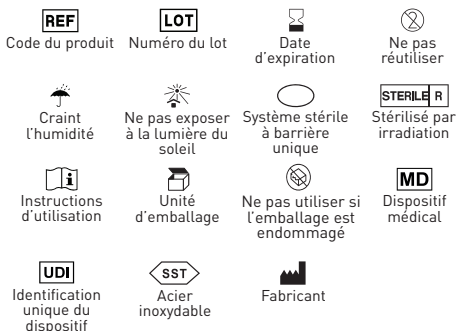 REF
LOT
2
Code du produit
Numéro du lot
Date
d'expiration
Ne pas
réutiliser
STERILE R
Craint
l'humidité
Ne pas exposer
à la lumière du
soleil
Système stérile
à barrière
unique
Stérilisé par
irradiation
i
MD
Instructions
d'utilisation
Unité
d'emballage
Ne pas utiliser si
l'emballage est
endommagé
Dispositif
médical
UDI
SST
Identification
unique du
dispositif
Acier
inoxydable
Fabricant